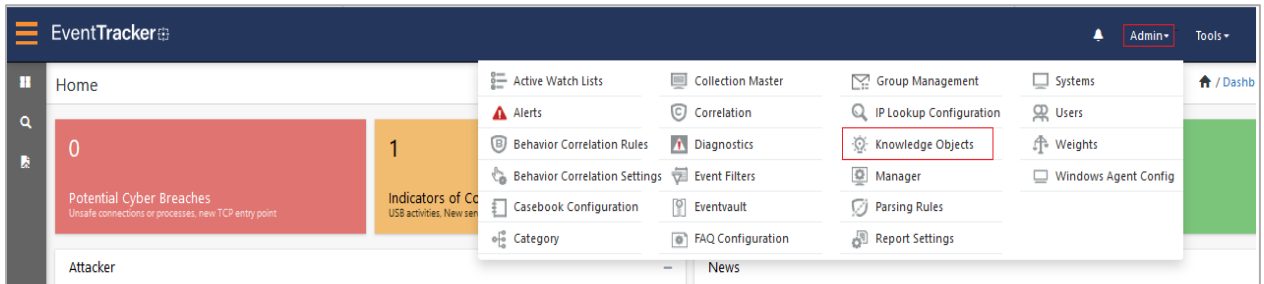 EventTracker
Admin
Tools
Home
/ Dashb
Active Watch Lists
Collection Master
Group Management
Systems
Alerts
Correlation
IP Lookup Configuration
Users
Behavior Correlation Rules
Diagnostics
Knowledge Objects
Weights
Behavior Correlation Settings
Event Filters
Manager
Windows Agent Config
Casebook Configuration
Eventvault
Parsing Rules
Category
FAQ Configuration
Report Settings
0
Potential Cyber Breaches
Unsafe connections or processes, new TCP entry point
1
Indicators of Co
USB activities, New ser
Attacker
News